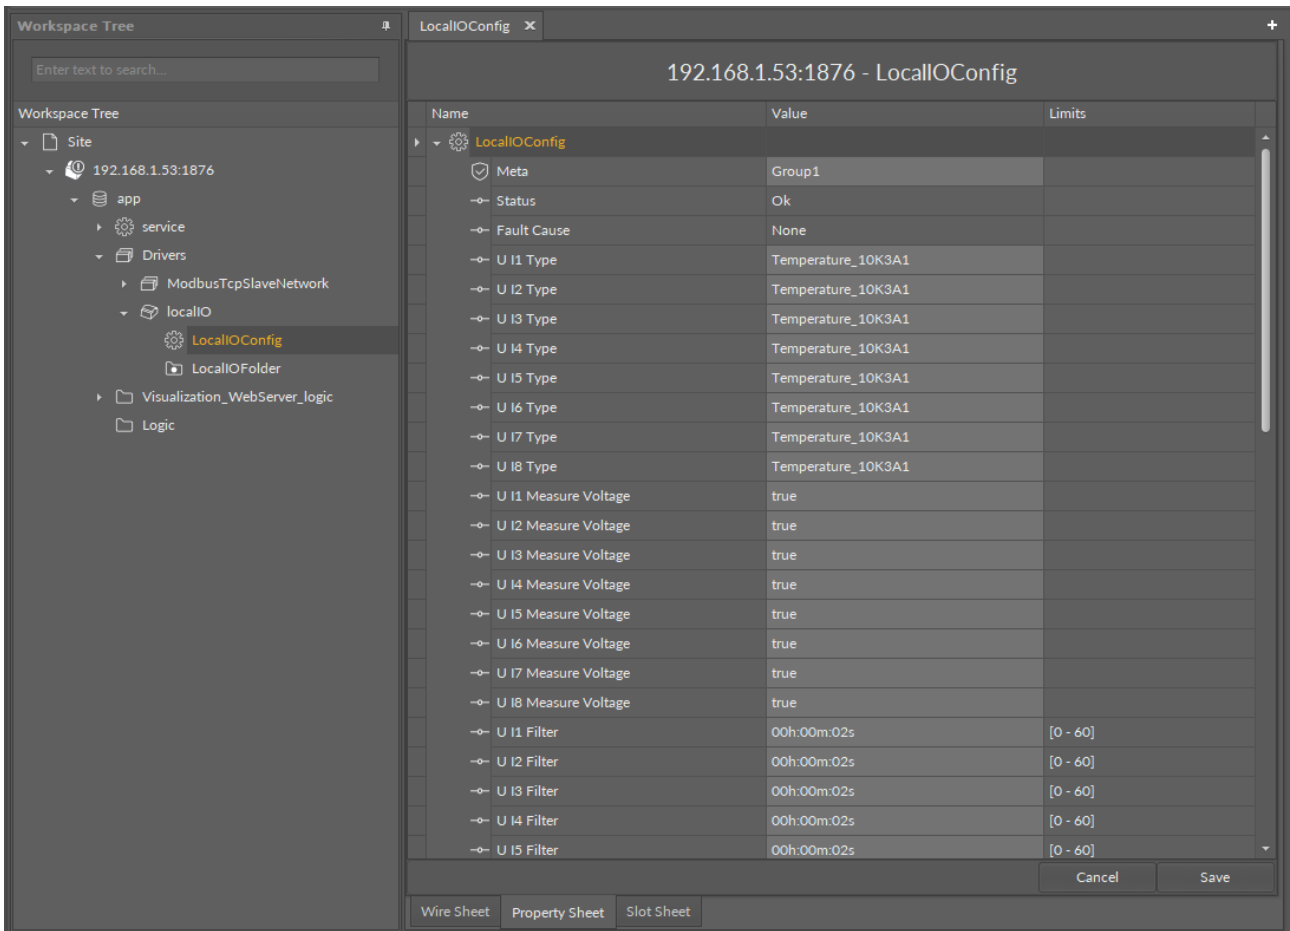 Workspace Tree
Enter text to search...
Workspace Tree
Site
192.168.1.53:1876
app
service
Drivers
ModbusTcpSlaveNetwork
localIO
LocalIOConfig
LocalIOFolder
Visualization_WebServer_logic
Logic
LocalIOConfig
192.168.1.53:1876 - LocalIOConfig
Name Value Limits
LocalIOConfig
Meta Group1
Status Ok
Fault Cause None
U I1 Type Temperature_10K3A1
U I2 Type Temperature_10K3A1
U I3 Type Temperature_10K3A1
U I4 Type Temperature_10K3A1
U I5 Type Temperature_10K3A1
U I6 Type Temperature_10K3A1
U I7 Type Temperature_10K3A1
U I8 Type Temperature_10K3A1
U I1 Measure Voltage true
U I2 Measure Voltage true
U I3 Measure Voltage true
U I4 Measure Voltage true
U I5 Measure Voltage true
U I6 Measure Voltage true
U I7 Measure Voltage true
U I8 Measure Voltage true
U I1 Filter 00h:00m:02s [0 - 60]
U I2 Filter 00h:00m:02s [0 - 60]
U I3 Filter 00h:00m:02s [0 - 60]
U I4 Filter 00h:00m:02s [0 - 60]
U I5 Filter 00h:00m:02s [0 - 60]
Cancel Save
Wire Sheet Property Sheet Slot Sheet